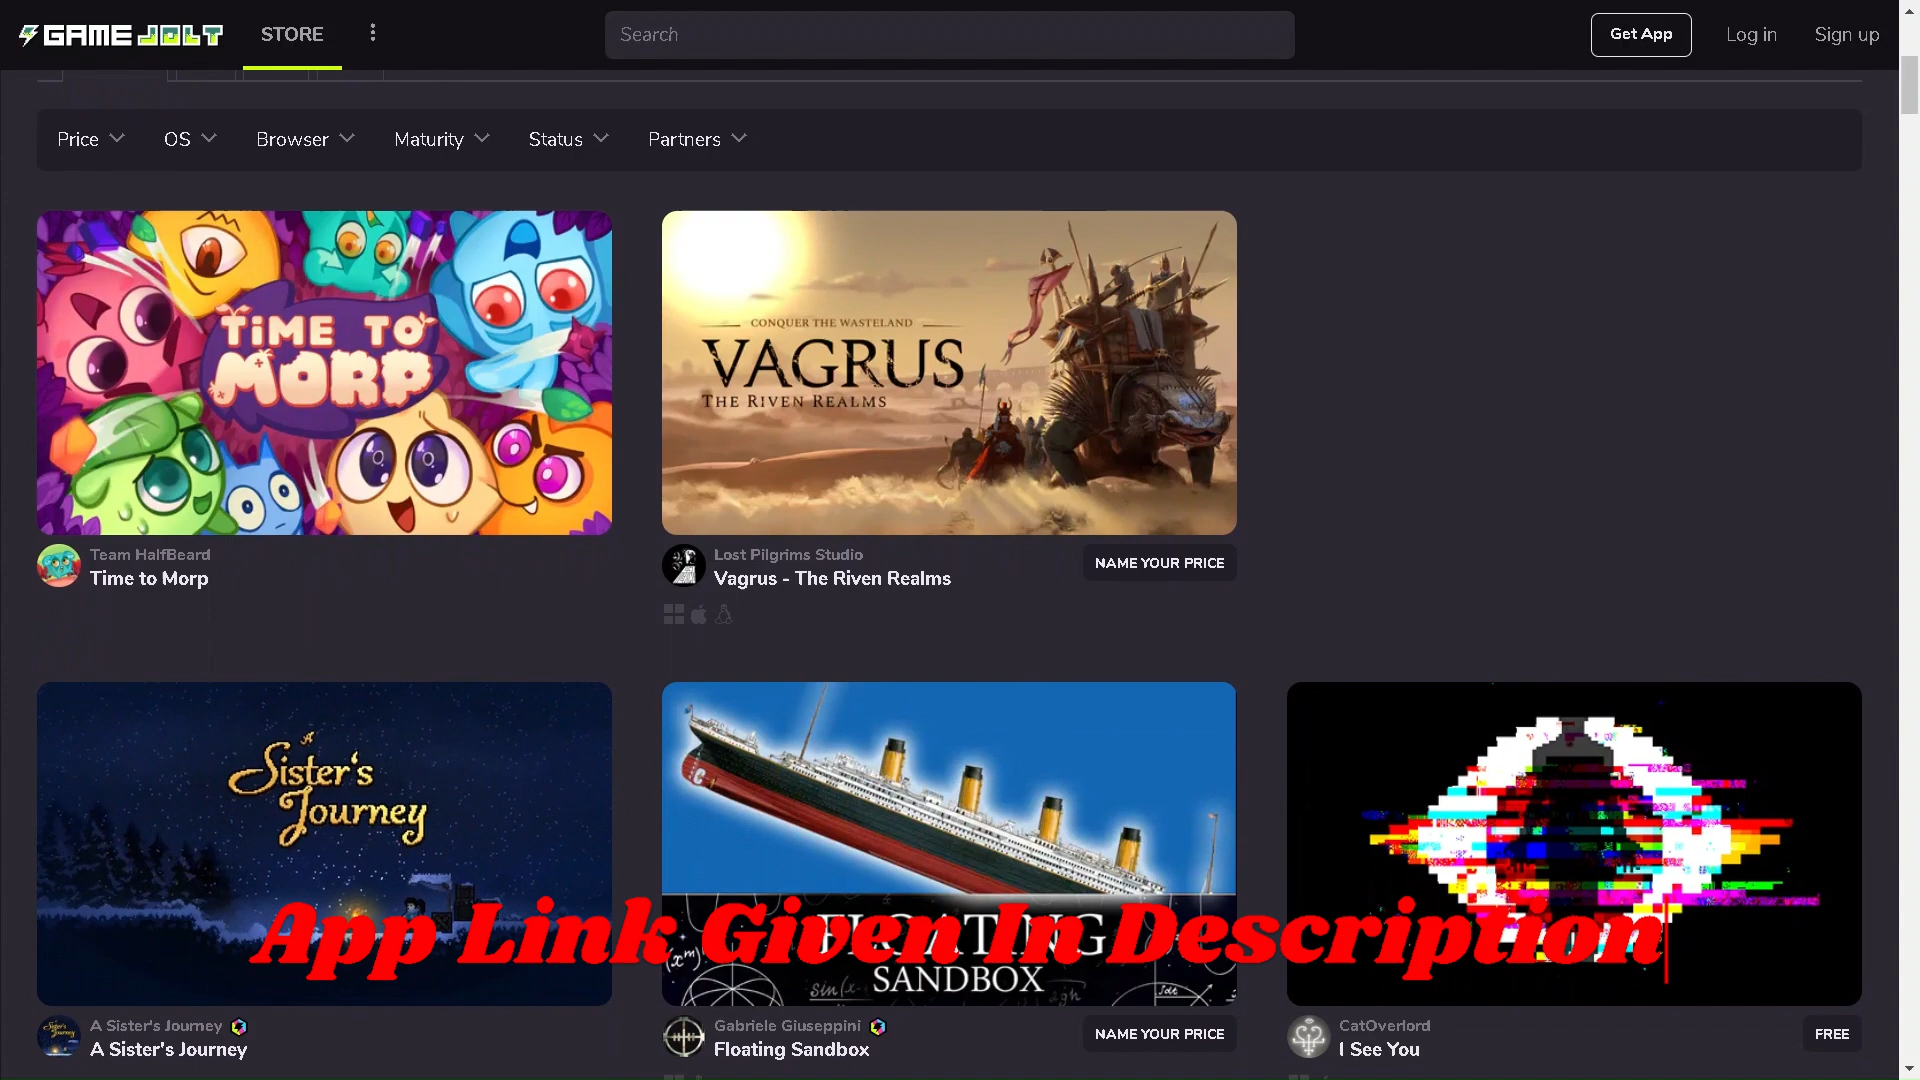 GAME JOLT
STORE
Search
Get App
Log in
Sign up
Price
OS
Browser
Maturity
Status
Partners
TIME TO
MORP
CONQUER THE WASTELAND
VAGRUS
THE RIVEN REALMS
Team HalfBeard
Time to Morp
Lost Pilgrims Studio
Vagrus - The Riven Realms
NAME YOUR PRICE
A
Sister's
Journey
App Link Given In Description
FLOATING
SANDBOX
A Sister's Journey
A Sister's Journey
Gabriele Giuseppini
Floating Sandbox
NAME YOUR PRICE
CatOverlord
I See You
FREE